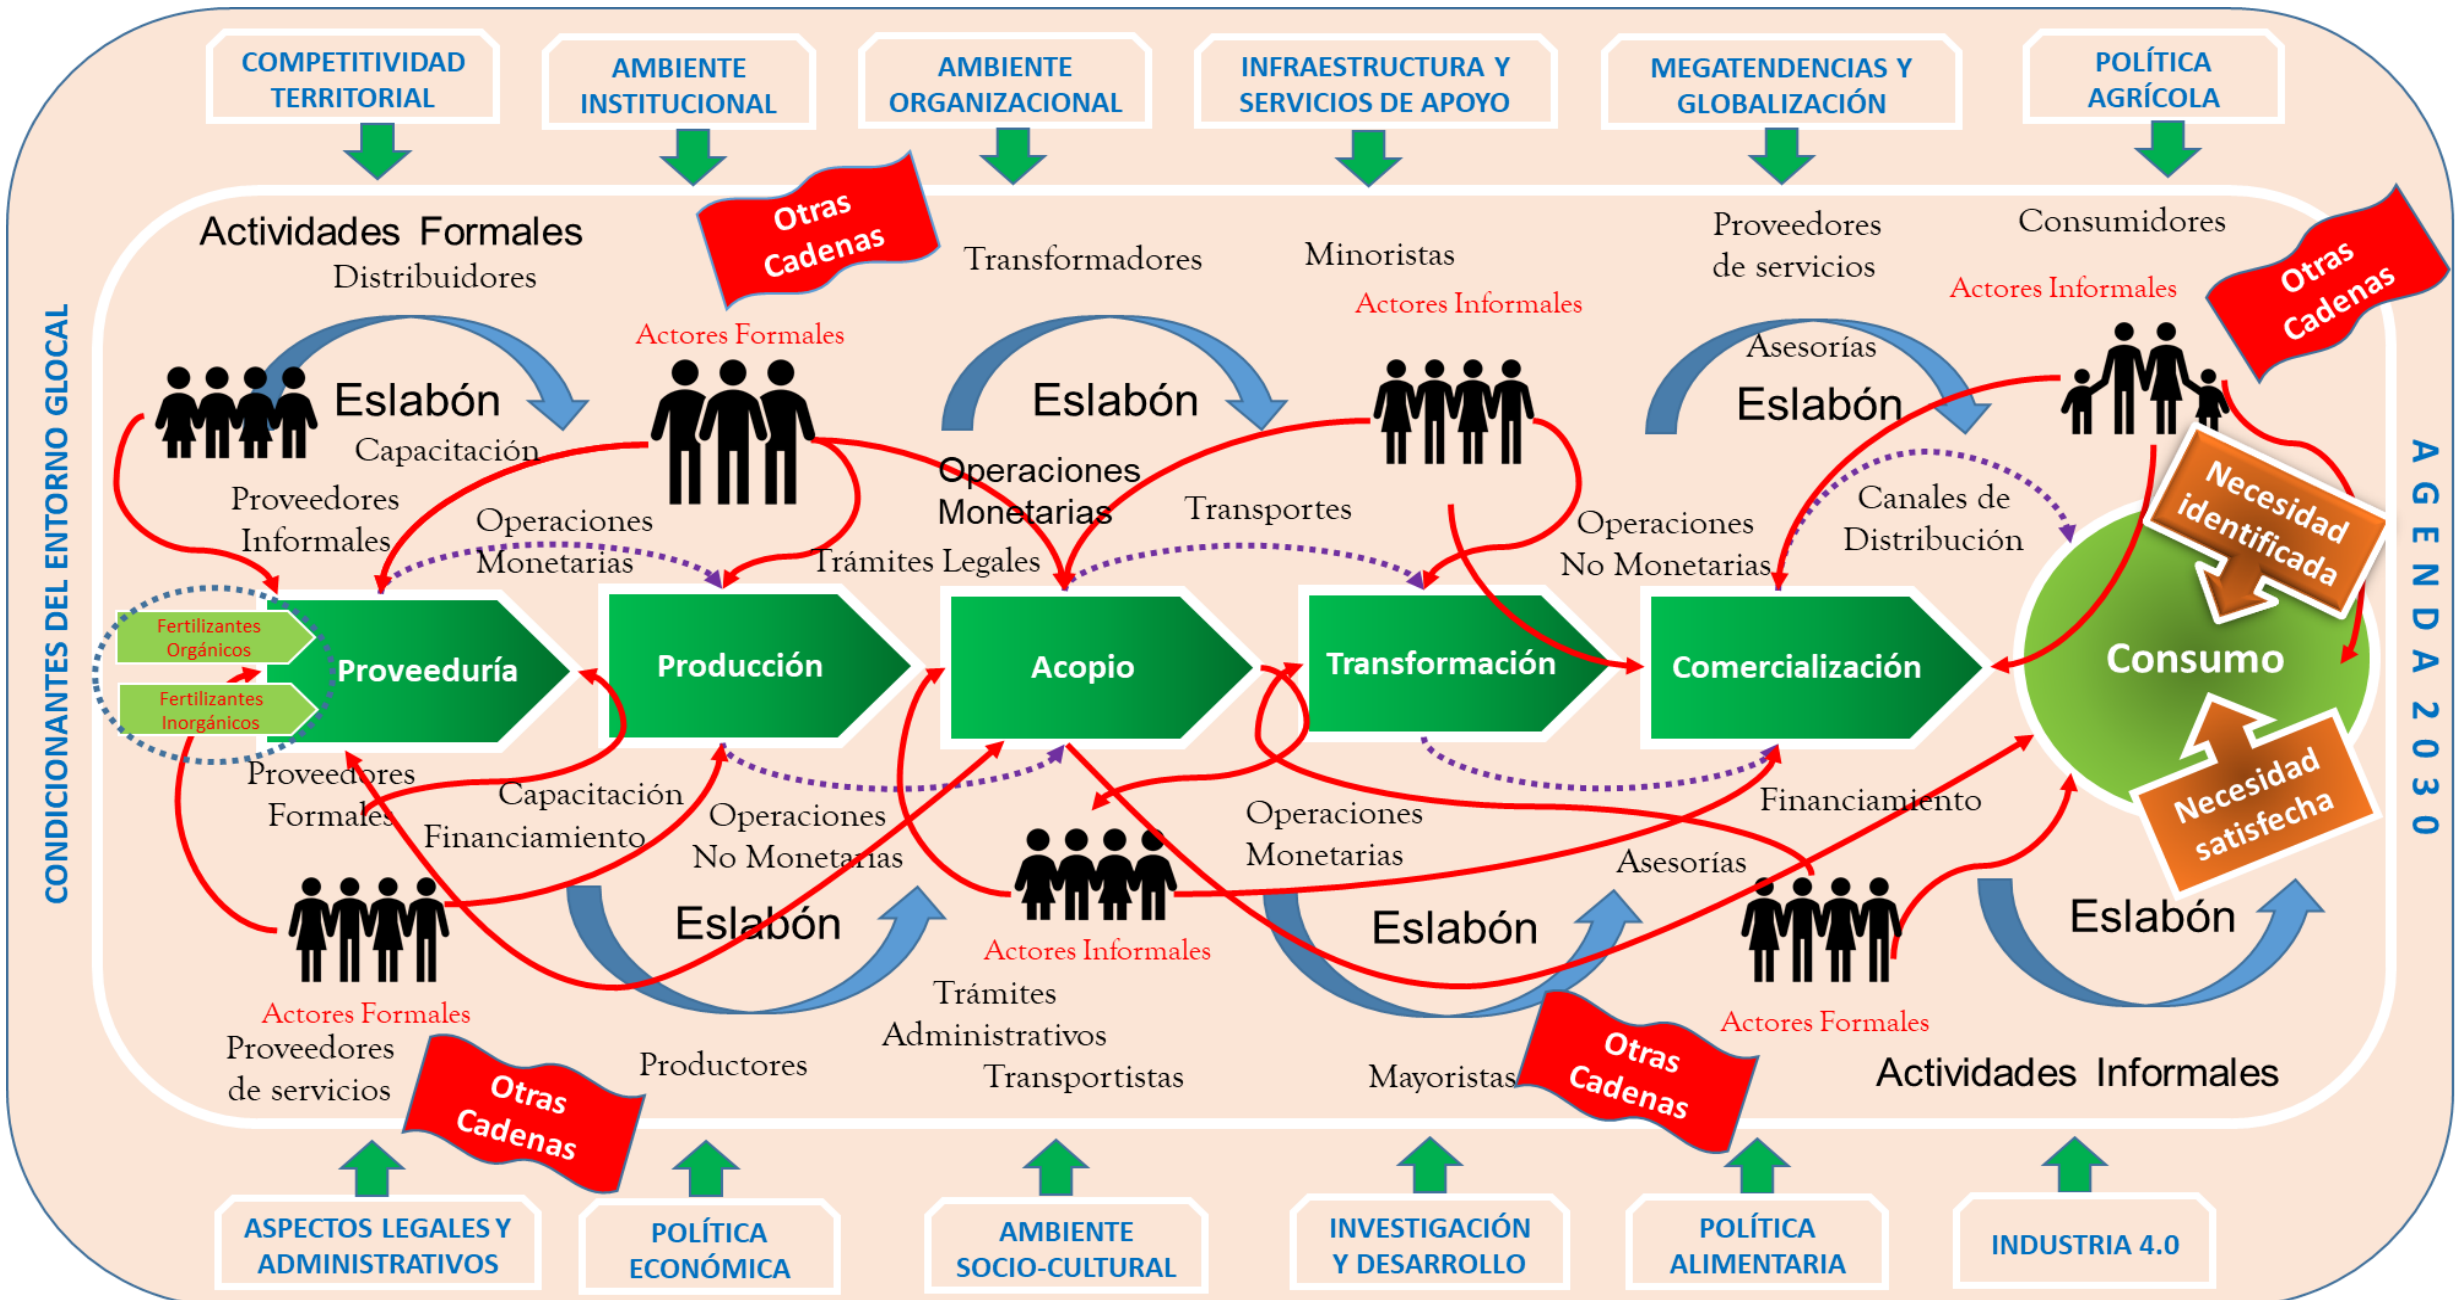 COMPETITIVIDAD
TERRITORIAL
AMBIENTE
INSTITUCIONAL
AMBIENTE
ORGANIZACIONAL
INFRAESTRUCTURA Y
SERVICIOS DE APOYO
MEGATENDENCIAS Y
GLOBALIZACIÓN
POLÍTICA
AGRÍCOLA
CONDICIONANTES DEL ENTORNO GLOCAL
AGENDA 2030
Actividades Formales
Distribuidores
Otras
Cadenas
Transformadores
Minoristas
Proveedores
de servicios
Consumidores
Otras
Cadenas
Actores Formales
Actores Informales
Actores Informales
Eslabón
Capacitación
Eslabón
Asesorías
Eslabón
Proveedores
Informales
Operaciones
Monetarias
Operaciones
Monetarias
Trámites Legales
Transportes
Operaciones
No Monetarias
Canales de
Distribución
Necesidad
identificada
Fertilizantes
Orgánicos
Fertilizantes
Inorgánicos
Proveeduría
Producción
Acopio
Transformación
Comercialización
Consumo
Necesidad
satisfecha
Proveedores
Formales
Capacitación
Financiamiento
Operaciones
No Monetarias
Operaciones
Monetarias
Financiamiento
Asesorías
Eslabón
Eslabón
Eslabón
Actores Formales
Proveedores
de servicios
Otras
Cadenas
Productores
Actores Informales
Trámites
Administrativos
Transportistas
Mayoristas
Otras
Cadenas
Actores Formales
Actividades Informales
ASPECTOS LEGALES Y
ADMINISTRATIVOS
POLÍTICA
ECONÓMICA
AMBIENTE
SOCIO-CULTURAL
INVESTIGACIÓN
Y DESARROLLO
POLÍTICA
ALIMENTARIA
INDUSTRIA 4.0